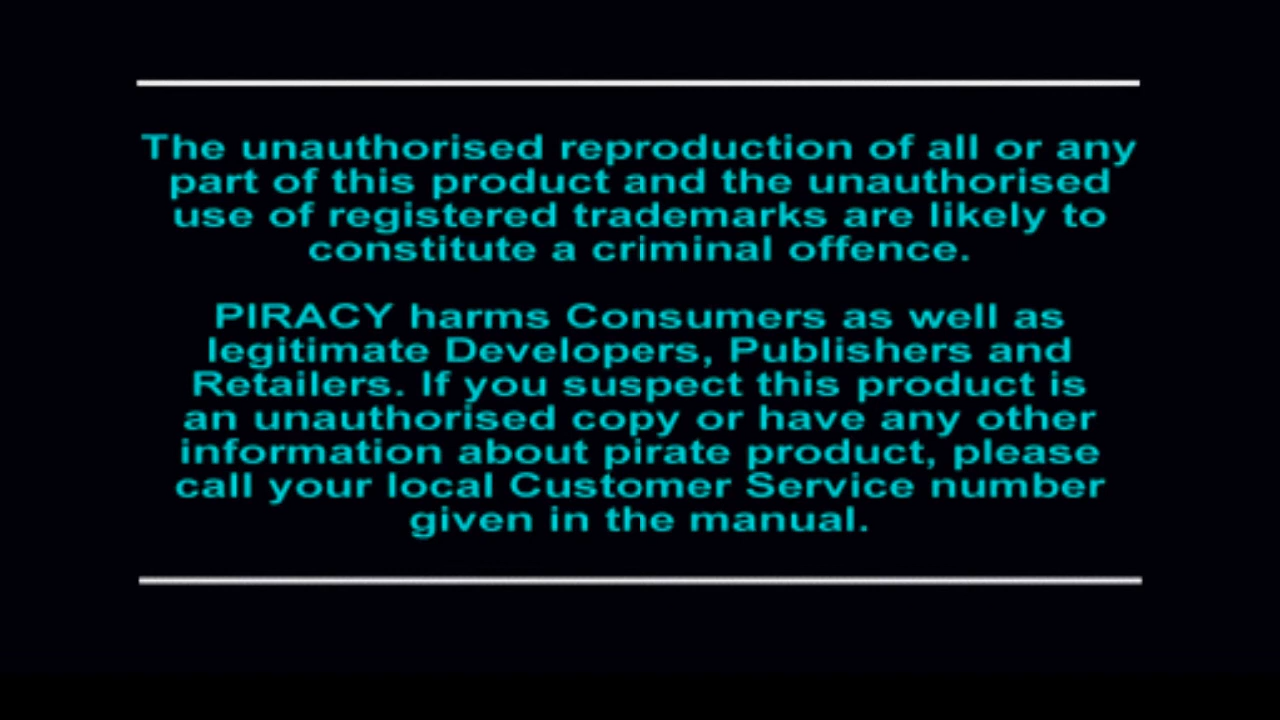 The unauthorised reproduction of all or any
part of this product and the unauthorised
use of registered trademarks are likely to
constitute a criminal offence.
PIRACY harms Consumers as well as
legitimate Developers, Publishers and
Retailers. If you suspect this product is
an unauthorised copy or have any other
information about pirate product, please
call your local Customer Service number
given in the manual.